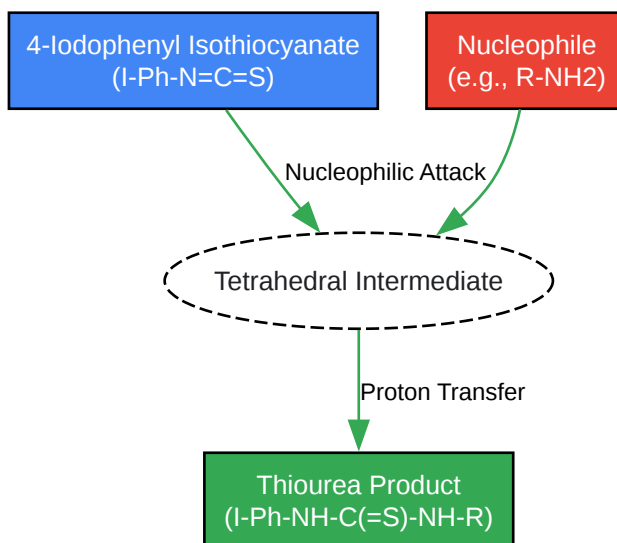 4-Iodophenyl Isothiocyanate
(I-Ph-N=C=S)
Nucleophile
(e.g., R-NH2)
Nucleophilic Attack
Tetrahedral Intermediate
Proton Transfer
Thiourea Product
(I-Ph-NH-C(=S)-NH-R)